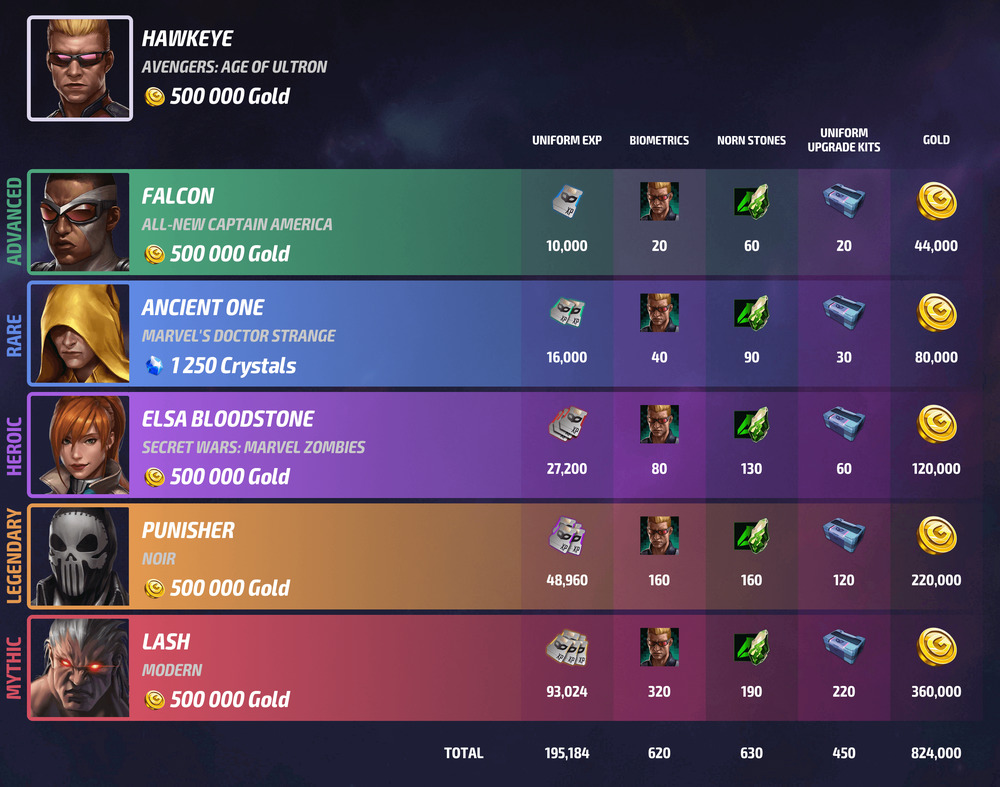 HAWKEYE
AVENGERS: AGE OF ULTRON
500 000 Gold
UNIFORM EXP BIOMETRICS NORN STONES UNIFORM UPGRADE KITS GOLD
ADVANCED
FALCON
ALL-NEW CAPTAIN AMERICA
500 000 Gold
10,000 20 60 20 44,000
RARE
ANCIENT ONE
MARVEL'S DOCTOR STRANGE
1 250 Crystals
16,000 40 90 30 80,000
HEROIC
ELSA BLOODSTONE
SECRET WARS: MARVEL ZOMBIES
500 000 Gold
27,200 80 130 60 120,000
LEGENDARY
PUNISHER
NOIR
500 000 Gold
48,960 160 160 120 220,000
MYTHIC
LASH
MODERN
500 000 Gold
93,024 320 190 220 360,000
TOTAL 195,184 620 630 450 824,000